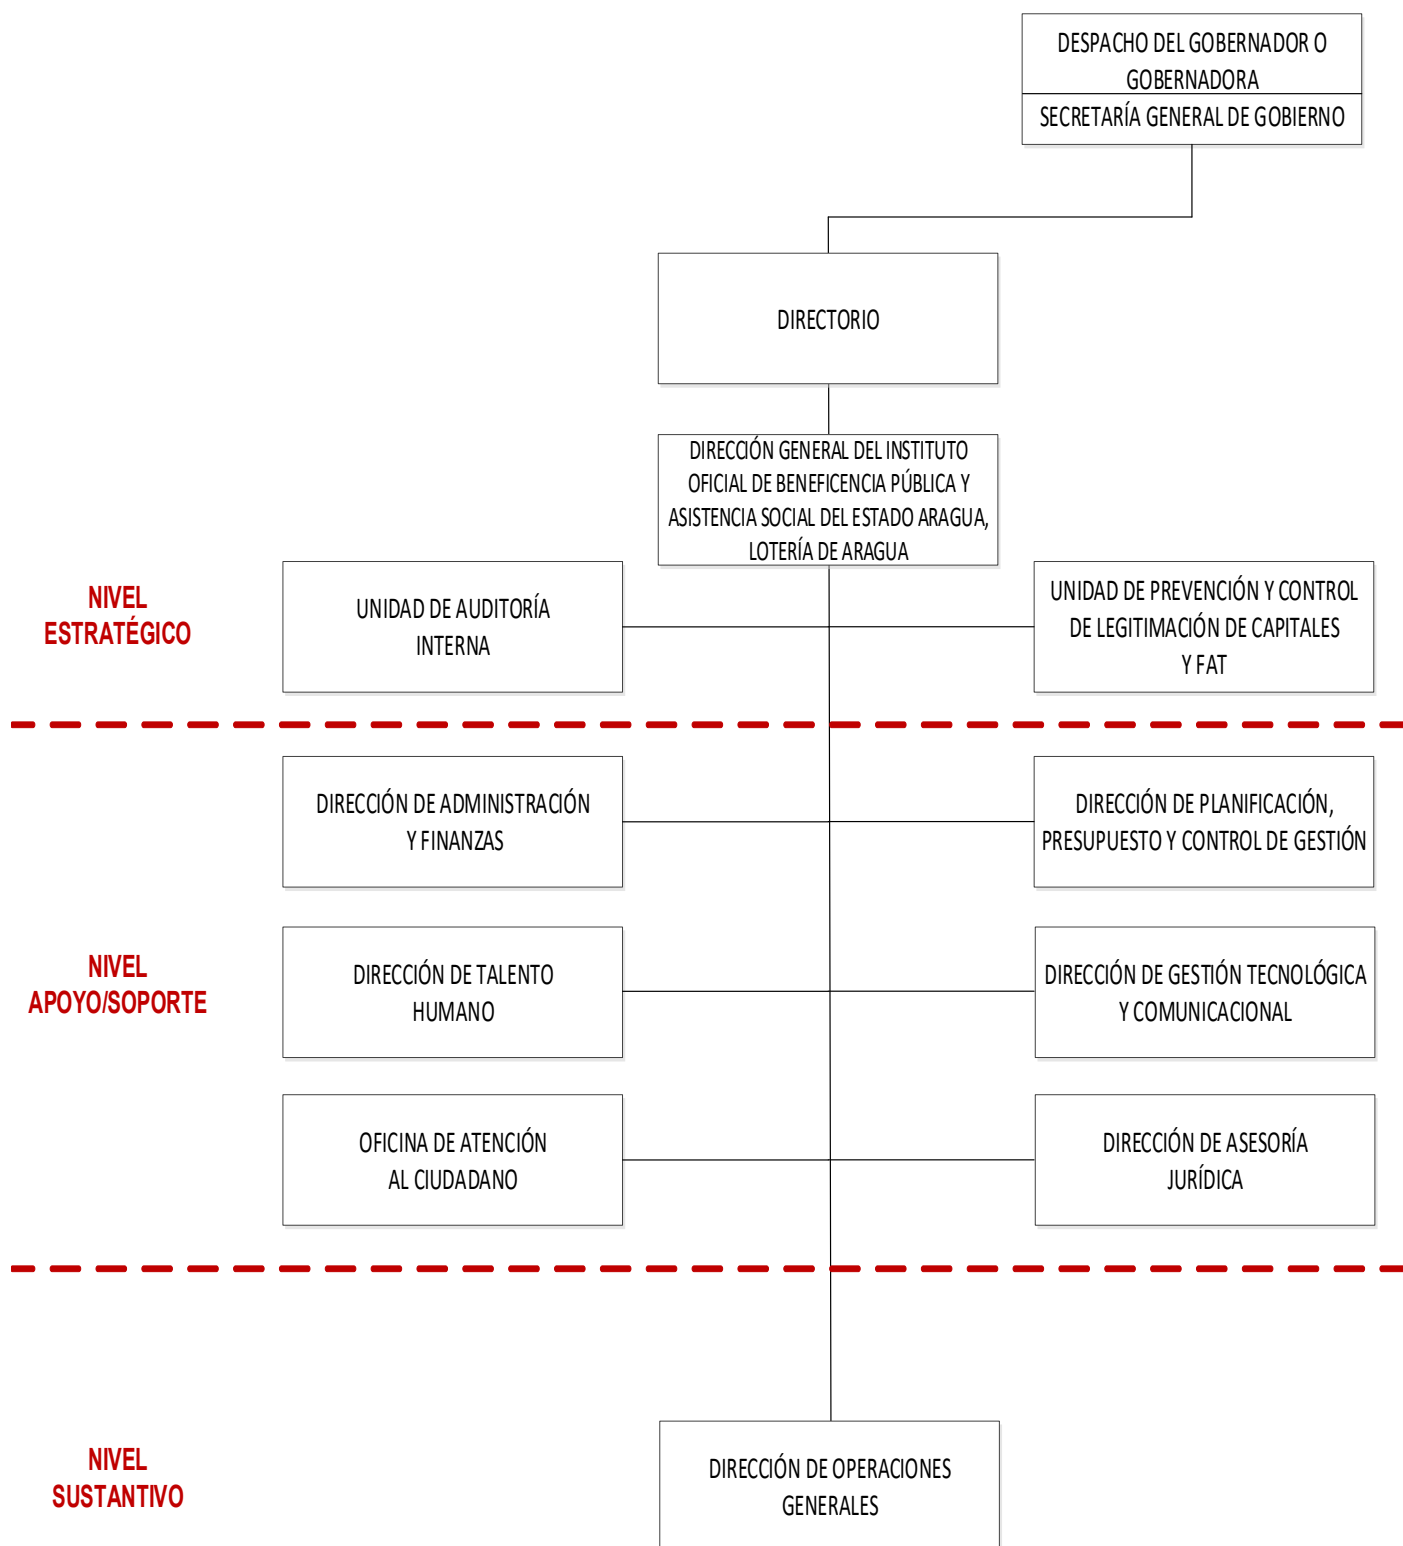 DESPACHO DEL GOBERNADOR O
GOBERNADORA
SECRETARÍA GENERAL DE GOBIERNO
DIRECTORIO
DIRECCIÓN GENERAL DEL INSTITUTO
OFICIAL DE BENEFICENCIA PÚBLICA Y
ASISTENCIA SOCIAL DEL ESTADO ARAGUA,
LOTERÍA DE ARAGUA
NIVEL
ESTRATÉGICO
UNIDAD DE AUDITORÍA
INTERNA
UNIDAD DE PREVENCIÓN Y CONTROL
DE LEGITIMACIÓN DE CAPITALES
Y FAT
DIRECCIÓN DE ADMINISTRACIÓN
Y FINANZAS
DIRECCIÓN DE PLANIFICACIÓN,
PRESUPUESTO Y CONTROL DE GESTIÓN
NIVEL
APOYO/SOPORTE
DIRECCIÓN DE TALENTO
HUMANO
DIRECCIÓN DE GESTIÓN TECNOLÓGICA
Y COMUNICACIONAL
OFICINA DE ATENCIÓN
AL CIUDADANO
DIRECCIÓN DE ASESORÍA
JURÍDICA
NIVEL
SUSTANTIVO
DIRECCIÓN DE OPERACIONES
GENERALES